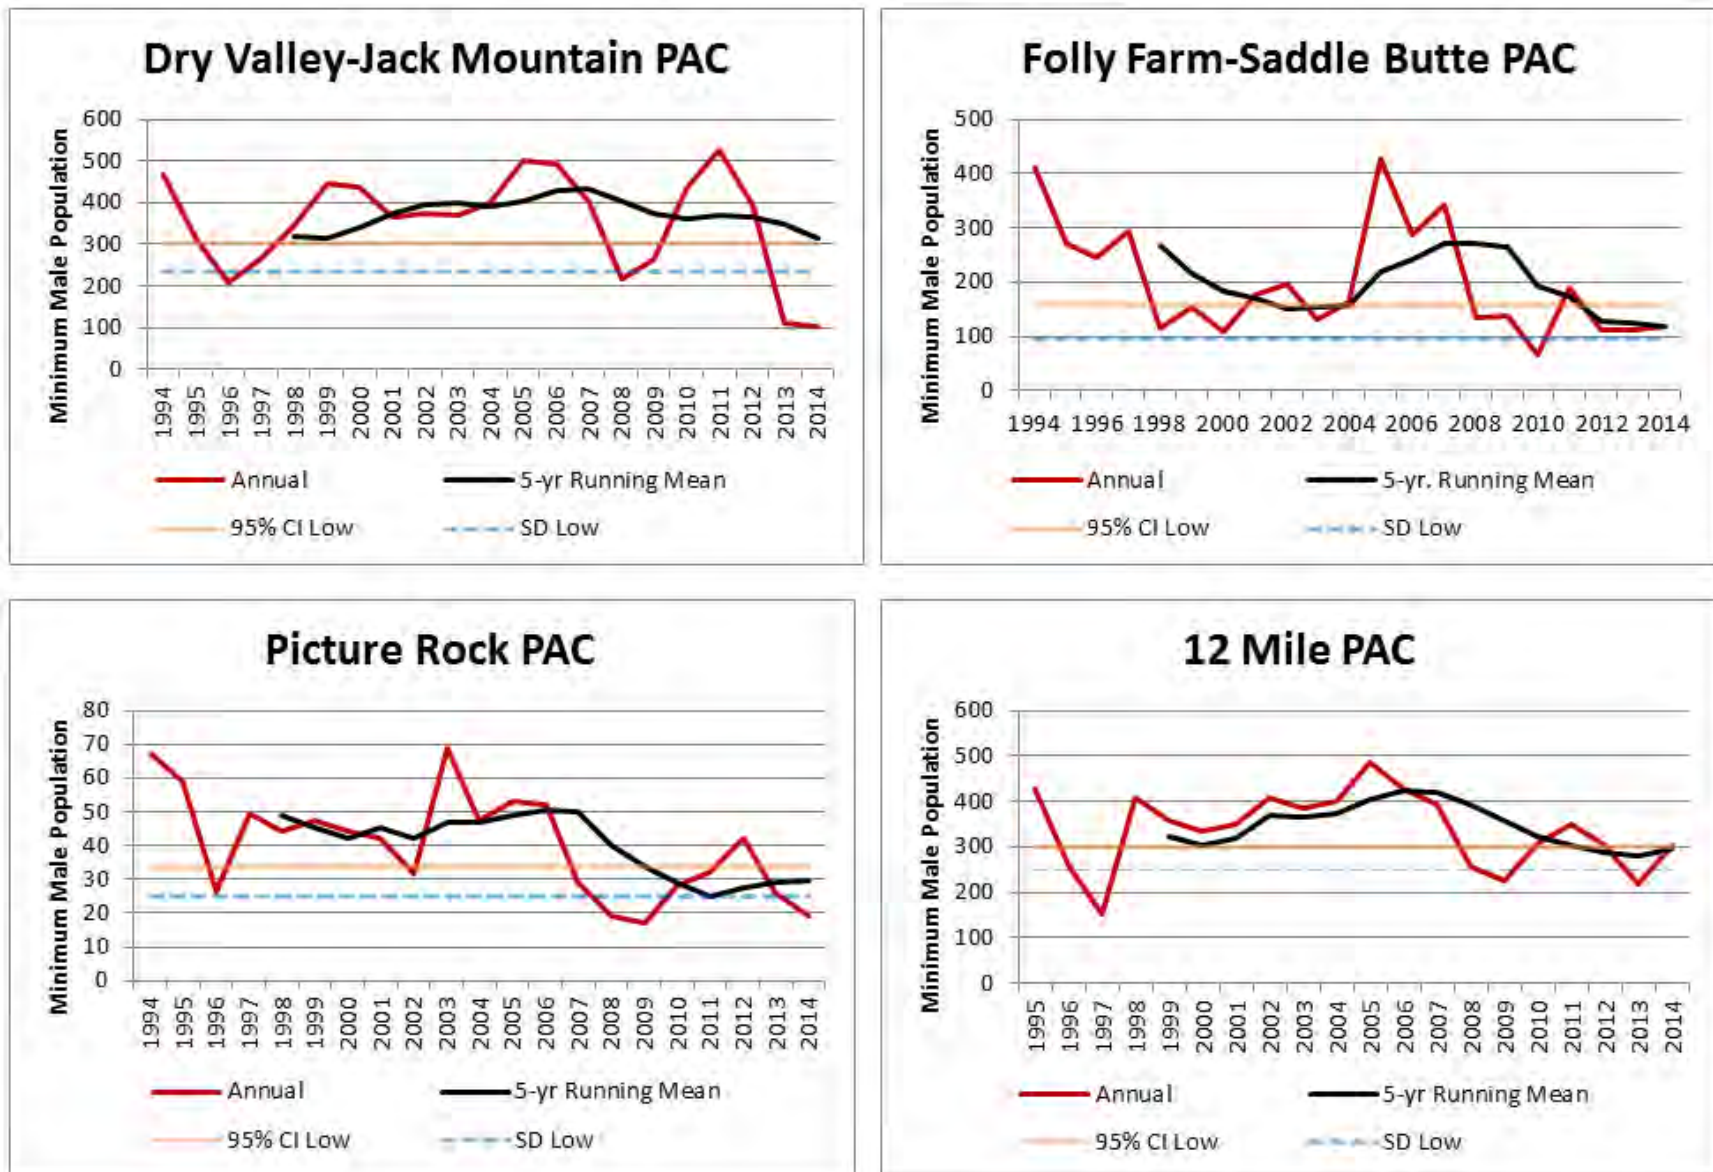 Dry Valley-Jack Mountain PAC
Minimum Male Population
600
500
400
300
200
100
0
1994 1995 1996 1997 1998 1999 2000 2001 2002 2003 2004 2005 2006 2007 2008 2009 2010 2011 2012 2013 2014
Annual 5-yr Running Mean
95% CI Low SD Low
Folly Farm-Saddle Butte PAC
Minimum Male Population
500
400
300
200
100
0
1994 1996 1998 2000 2002 2004 2006 2008 2010 2012 2014
Annual 5-yr. Running Mean
95% CI Low SD Low
Picture Rock PAC
Minimum Male Population
80
70
60
50
40
30
20
10
0
1994 1995 1996 1997 1998 1999 2000 2001 2002 2003 2004 2005 2006 2007 2008 2009 2010 2011 2012 2013 2014
Annual 5-yr Running Mean
95% CI Low SD Low
12 Mile PAC
Minimum Male Population
600
500
400
300
200
100
0
1995 1996 1997 1998 1999 2000 2001 2002 2003 2004 2005 2006 2007 2008 2009 2010 2011 2012 2013 2014
Annual 5-yr Running Mean
95% CI Low SD Low